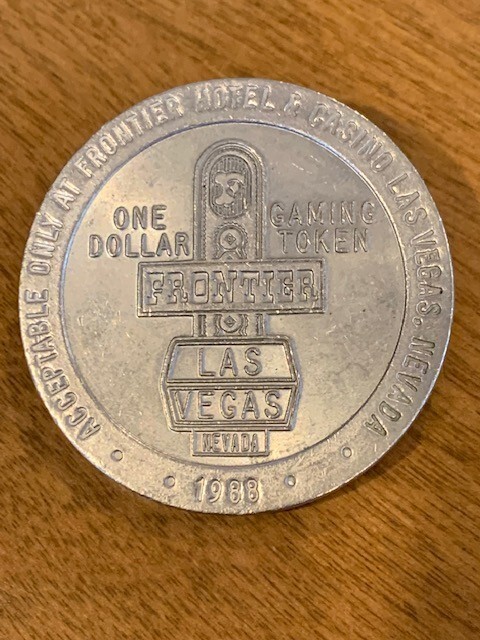 ACCEPTABLE ONLY AT FRONTIER HOTEL & CASINO LAS VEGAS, NEVADA
ONE DOLLAR
GAMING TOKEN
FRONTIER
LAS
VEGAS
NEVADA
1988